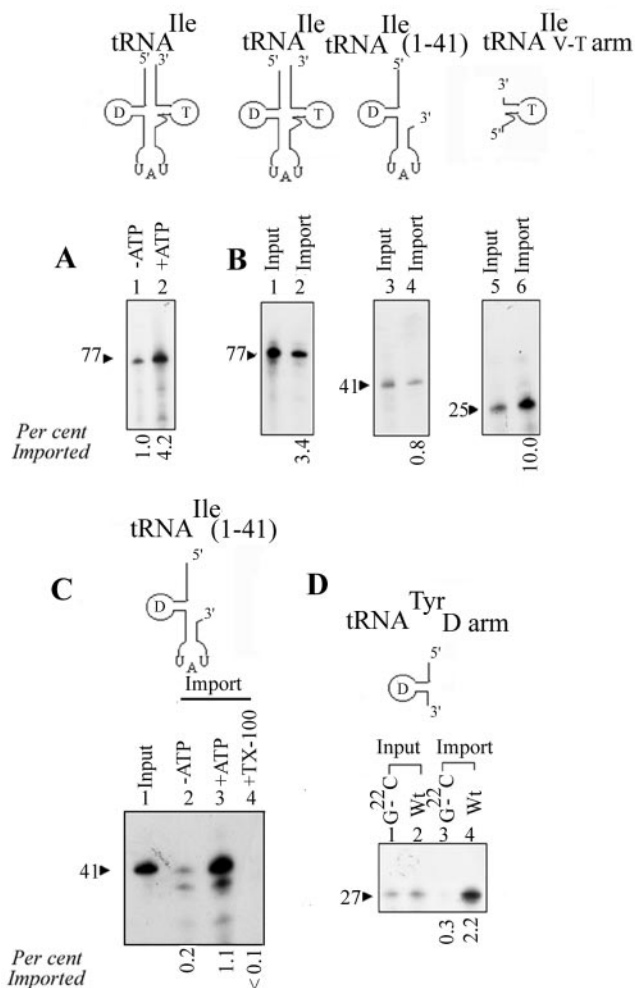 tRNA Ile tRNA Ile tRNA Ile (1-41) tRNA Ile V-T arm
5' 3' 5' 3' 5'
3'
D T D T D 3' T
5'
U A U U A U U A U
A B
-ATP +ATP Input Import Input Import Input Import
1 2 1 2 3 4 5 6
77 77 41 25
Per cent Imported 1.0 4.2 3.4 0.8 10.0
tRNA Ile (1-41)
5'
C D
D 3'
U A U
tRNA Tyr D arm
5'
D
3'
Import
Input -ATP +ATP +TX-100
1 2 3 4
41
Per cent Imported 0.2 1.1 < 0.1
Input Import
G22-C Wt G22-C Wt
1 2 3 4
27
0.3 2.2